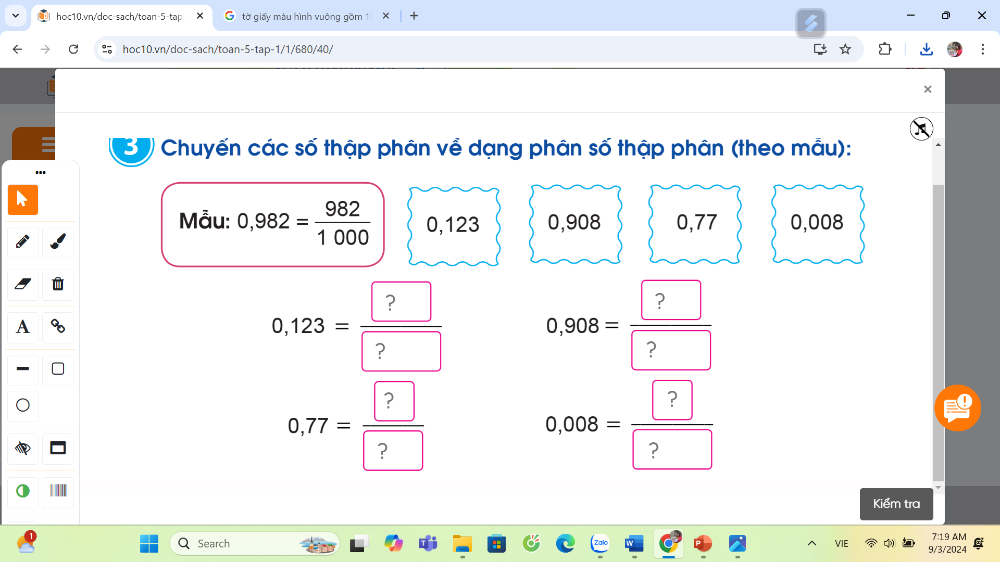 hoc10.vn/doc-sach/toan-5-tap-
tờ giấy màu hình vuông gồm 10
hoc10.vn/doc-sach/toan-5-tap-1/1/680/40/
3 Chuyển các số thập phân về dạng phân số thập phân (theo mẫu):
Mẫu: 0,982 = 982/1 000
0,123
0,908
0,77
0,008
0,123 = ?/?
0,908 = ?/?
0,77 = ?/?
0,008 = ?/?
A
Kiểm tra
1
Search
Zalo
VIE
7:19 AM
9/3/2024